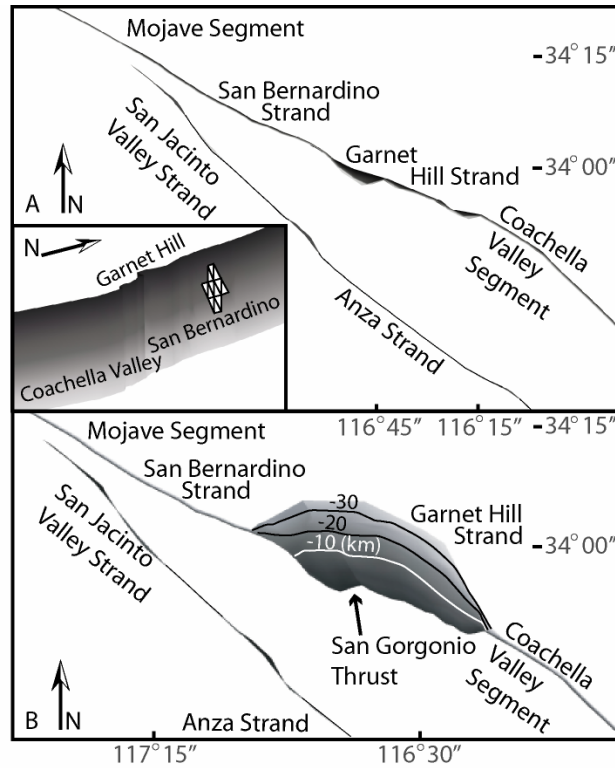 Mojave Segment
34° 15″
San Bernardino
Strand
San Jacinto
Valley Strand
Garnet
Hill Strand
34° 00″
A
N
Coachella
Valley
Segment
Anza Strand
N
Garnet Hill
San Bernardino
Coachella Valley
116°45″
116°15″
34°15″
Mojave Segment
San Bernardino
Strand
San Jacinto
Valley Strand
-30
-20
-10 (km)
Garnet Hill
Strand
34°00″
San Gorgonio
Thrust
Coachella
Valley
Segment
B
N
Anza Strand
117°15″
116°30″